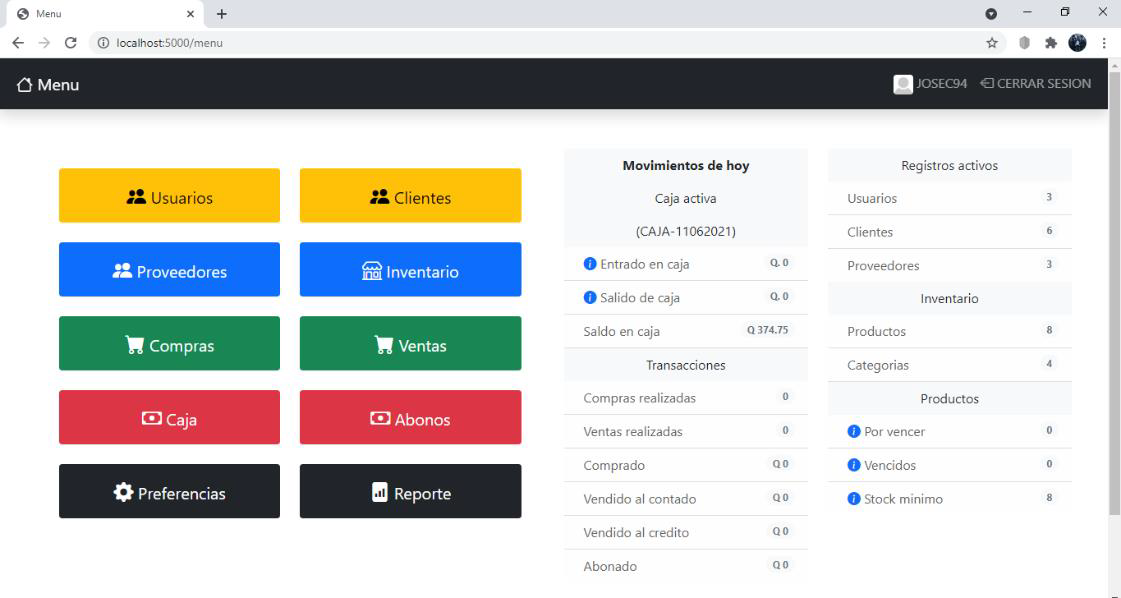 Menu
localhost:5000/menu
Menu
JOSEC94
CERRAR SESION
Usuarios
Clientes
Proveedores
Inventario
Compras
Ventas
Caja
Abonos
Preferencias
Reporte
Movimientos de hoy
Caja activa
(CAJA-11062021)
Entrado en caja Q. 0
Salido de caja Q. 0
Saldo en caja Q 374.75
Transacciones
Compras realizadas 0
Ventas realizadas 0
Comprado Q 0
Vendido al contado Q 0
Vendido al credito Q 0
Abonado Q 0
Registros activos
Usuarios 3
Clientes 6
Proveedores 3
Inventario
Productos 8
Categorias 4
Productos
Por vencer 0
Vencidos 0
Stock minimo 8